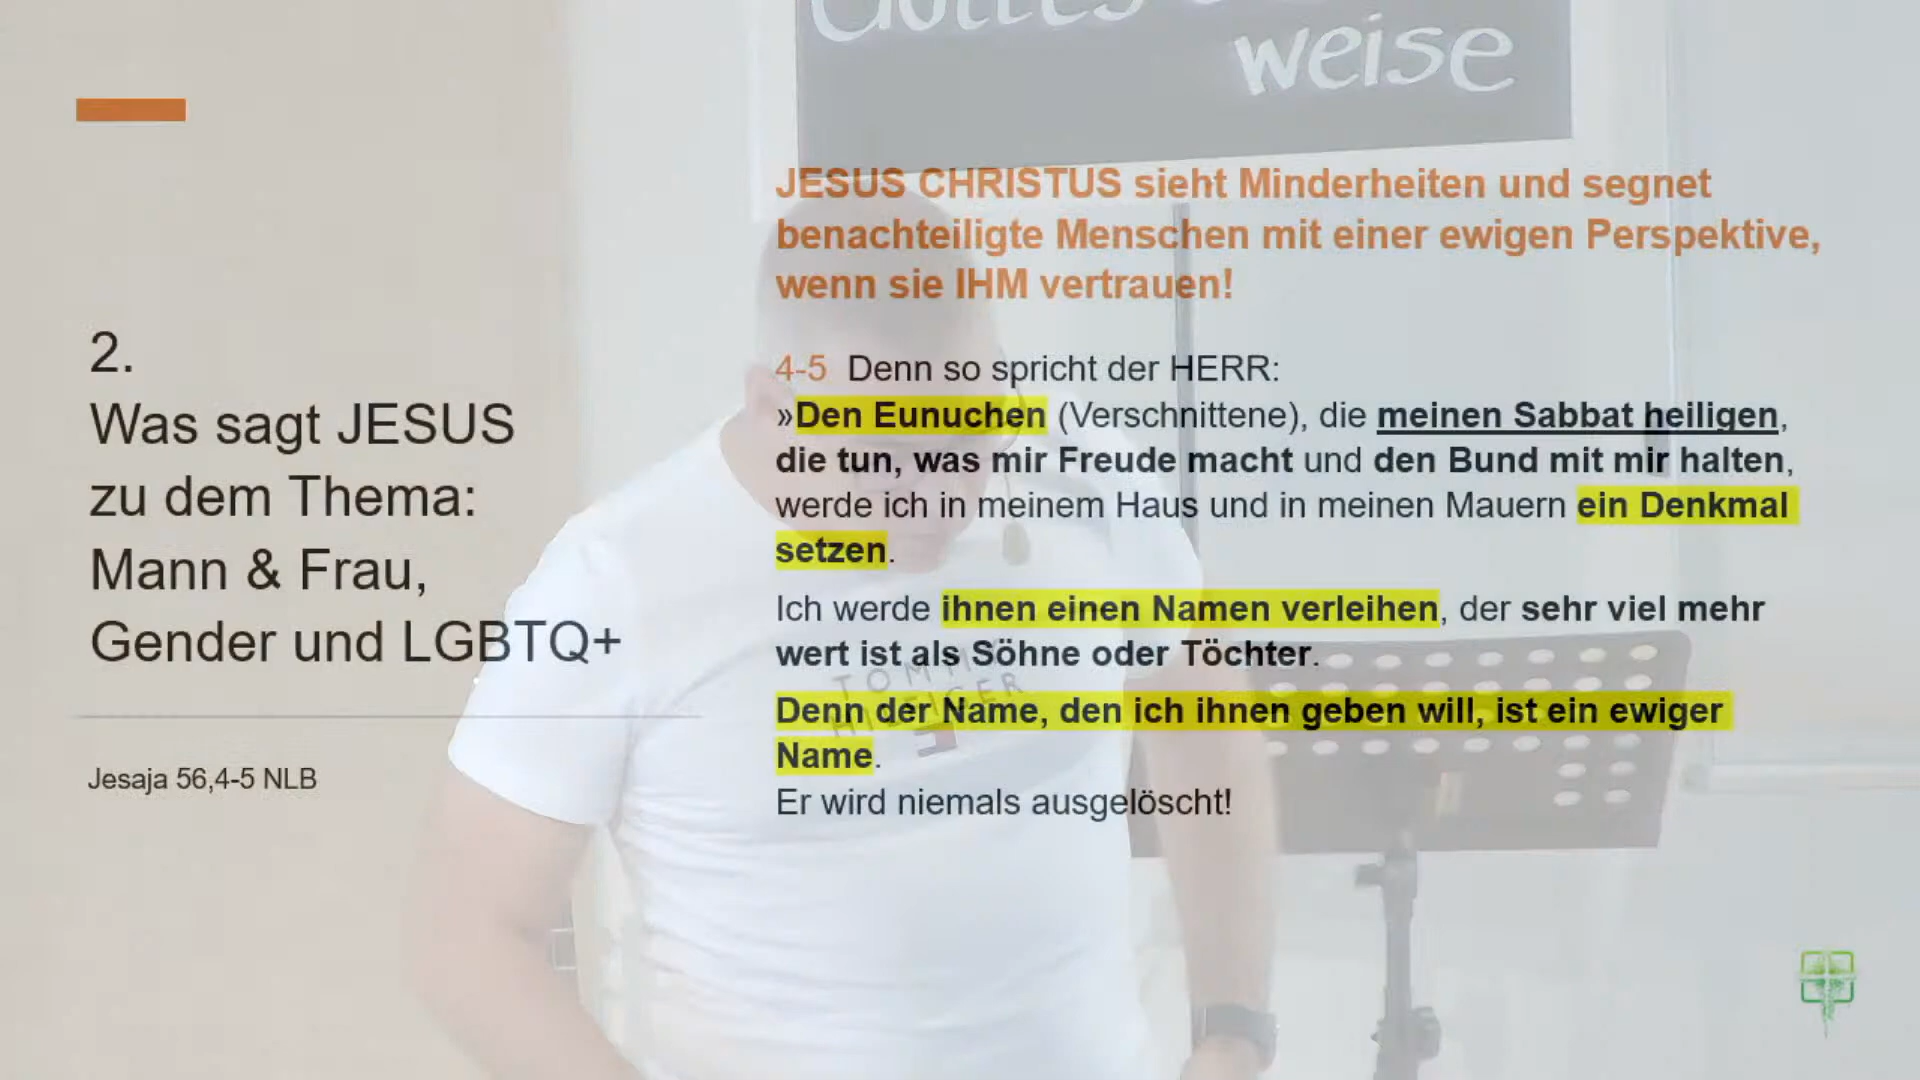 weise
JESUS CHRISTUS sieht Minderheiten und segnet
benachteiligte Menschen mit einer ewigen Perspektive,
wenn sie IHM vertrauen!
2.
Was sagt JESUS
zu dem Thema:
Mann & Frau,
Gender und LGBTQ+
Jesaja 56,4-5 NLB
4-5 Denn so spricht der HERR:
»Den Eunuchen (Verschnittene), die meinen Sabbat heiligen,
die tun, was mir Freude macht und den Bund mit mir halten,
werde ich in meinem Haus und in meinen Mauern ein Denkmal
setzen.
Ich werde ihnen einen Namen verleihen, der sehr viel mehr
wert ist als Söhne oder Töchter.
Denn der Name, den ich ihnen geben will, ist ein ewiger
Name.
Er wird niemals ausgelöscht!